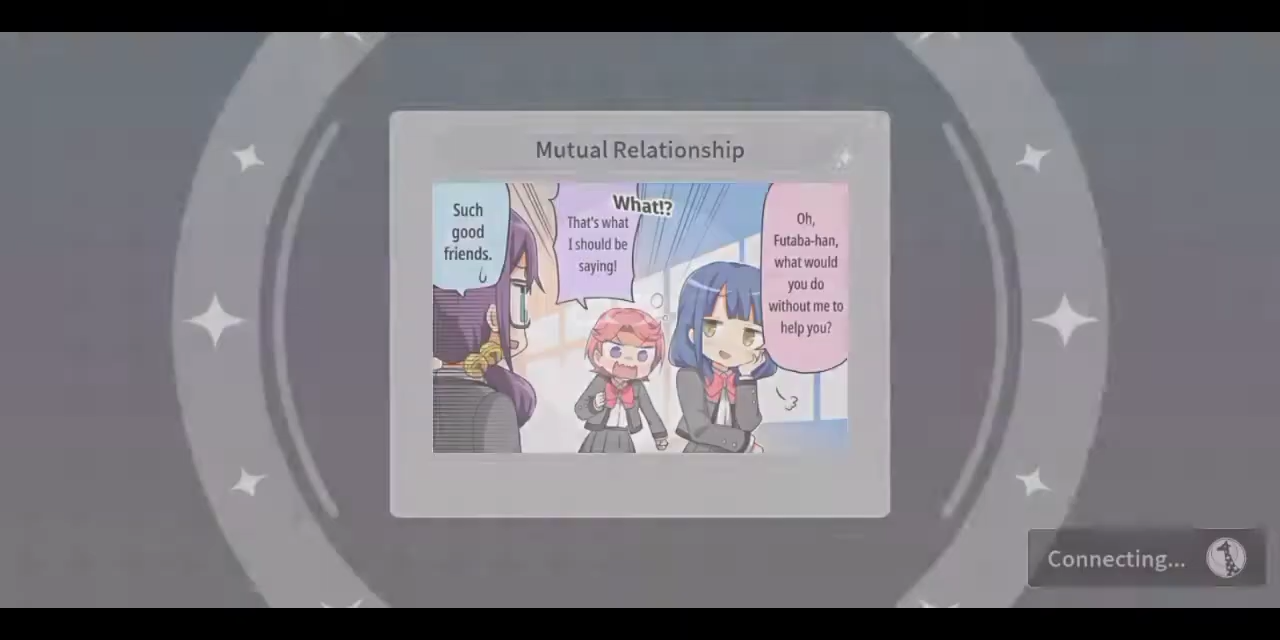 Mutual Relationship
Oh,
Futaba-han,
what would
you do
without me to
help you?
What!?
That's what
I should be
saying!
Such
good
friends.
Connecting...